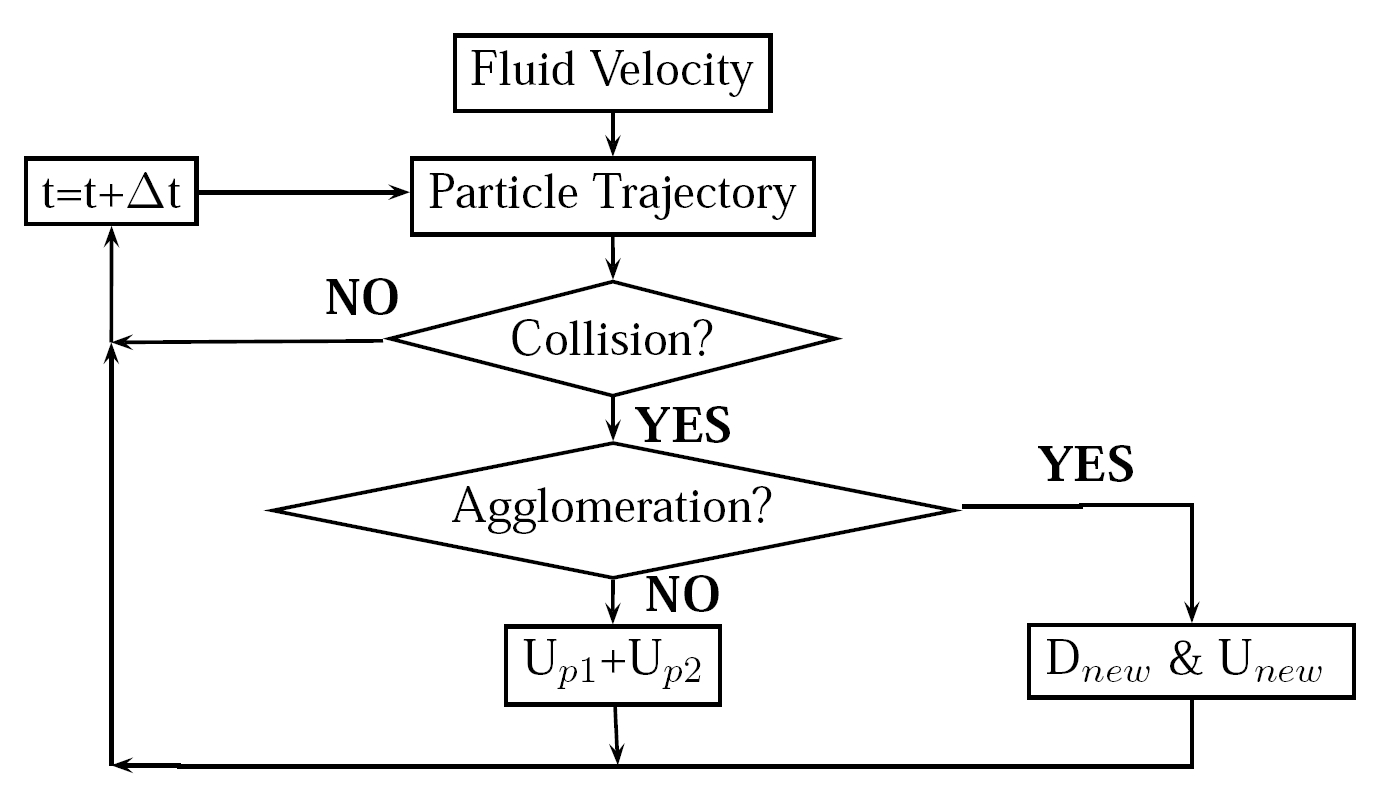 Fluid Velocity
t=t+Δt
Particle Trajectory
NO
Collision?
YES
Agglomeration?
YES
NO
U_{p1}+U_{p2}
D_{new} & U_{new}